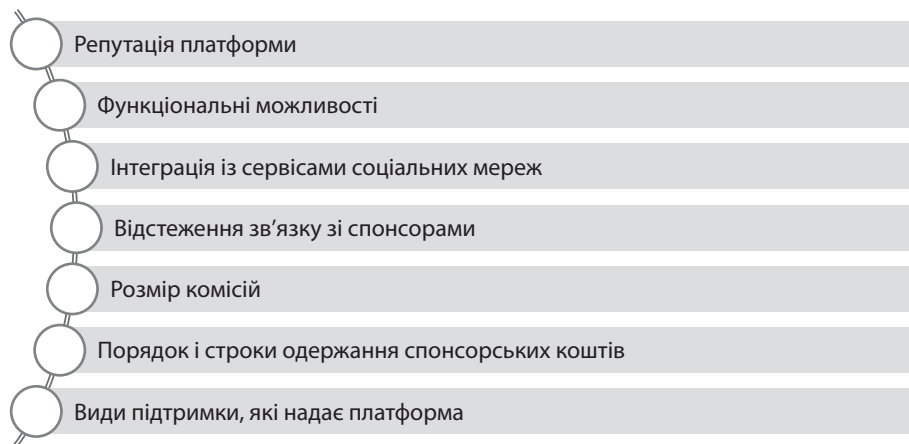 Репутація платформи
Функціональні можливості
Інтеграція із сервісами соціальних мереж
Відстеження зв’язку зі спонсорами
Розмір комісій
Порядок і строки одержання спонсорських коштів
Види підтримки, які надає платформа